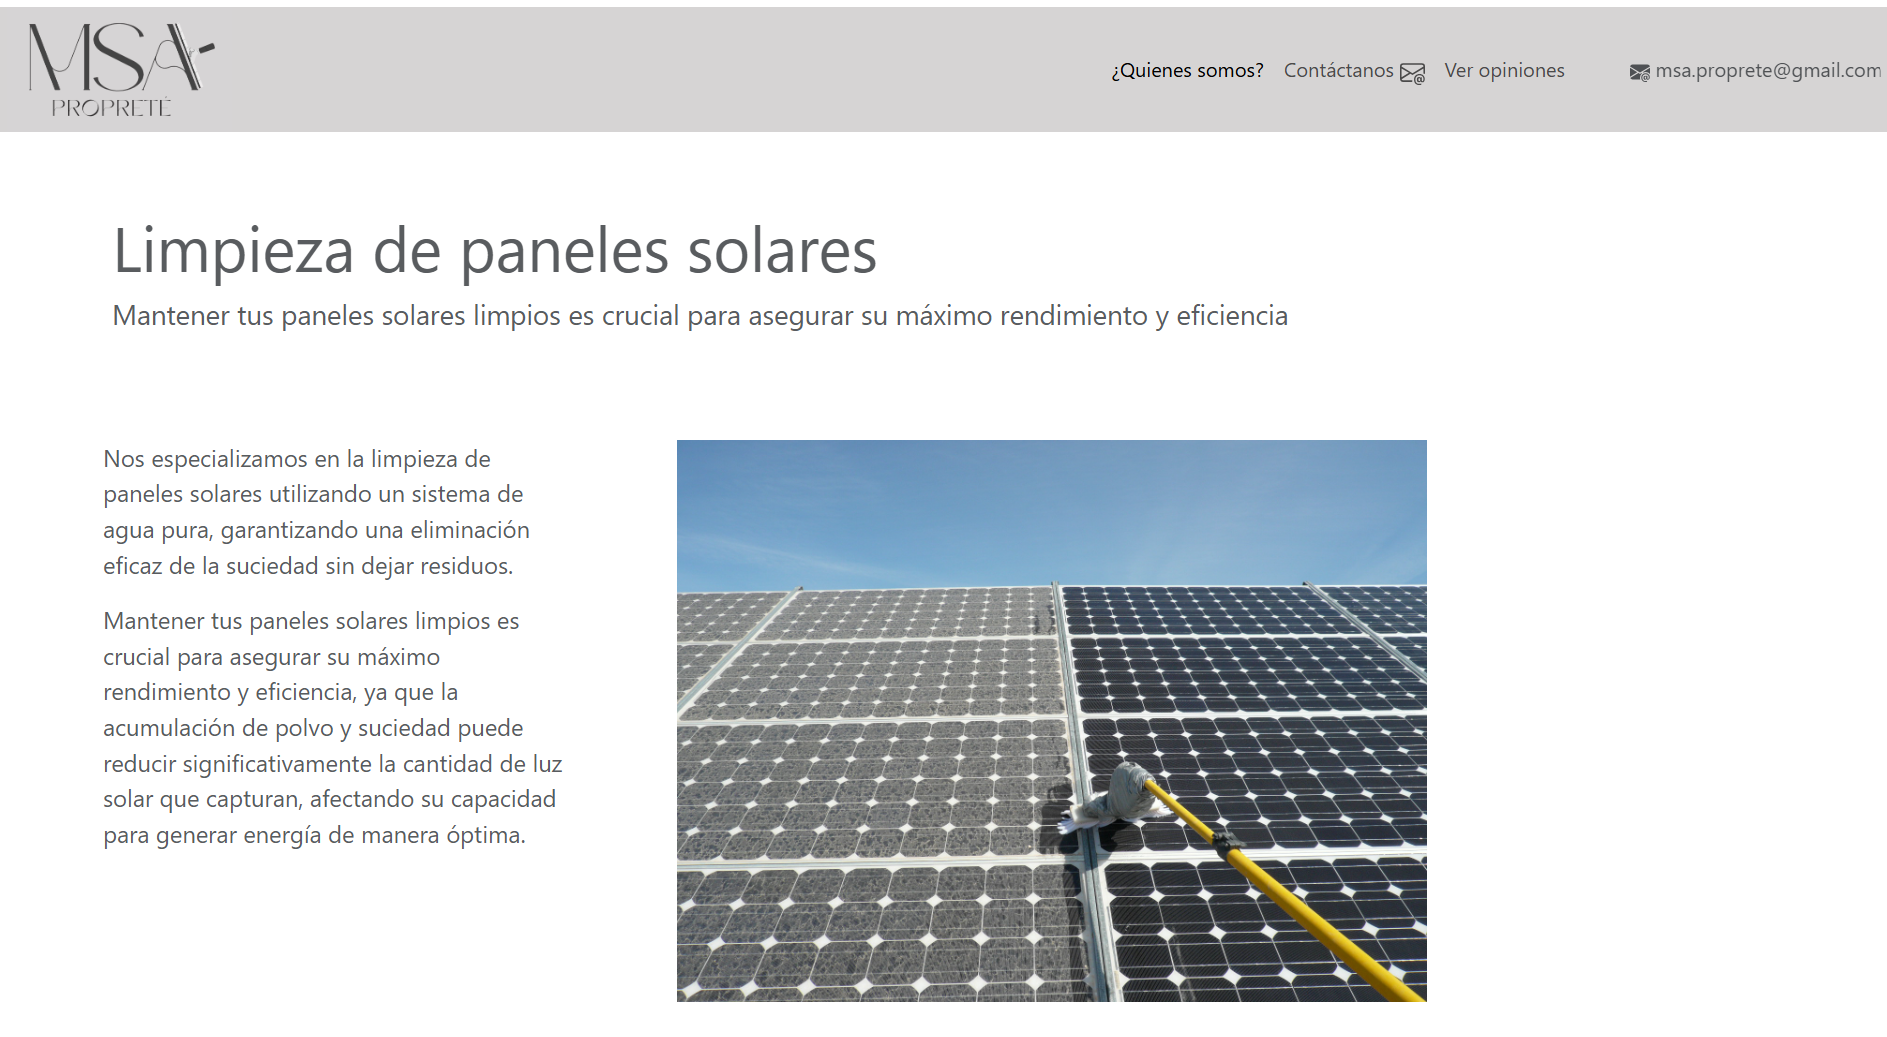 MSA
PROPRETÉ
¿Quienes somos? Contáctanos Ver opiniones msa.proprete@gmail.com
Limpieza de paneles solares
Mantener tus paneles solares limpios es crucial para asegurar su máximo rendimiento y eficiencia
Nos especializamos en la limpieza de
paneles solares utilizando un sistema de
agua pura, garantizando una eliminación
eficaz de la suciedad sin dejar residuos.
Mantener tus paneles solares limpios es
crucial para asegurar su máximo
rendimiento y eficiencia, ya que la
acumulación de polvo y suciedad puede
reducir significativamente la cantidad de luz
solar que capturan, afectando su capacidad
para generar energía de manera óptima.